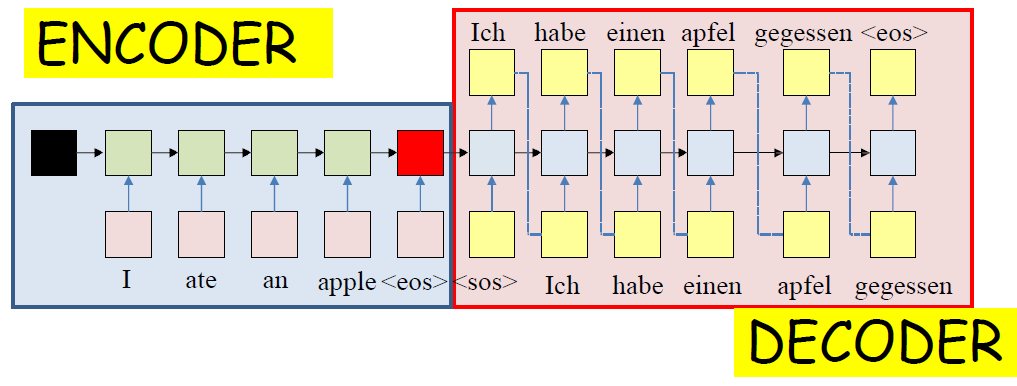 ENCODER
Ich habe einen apfel gegessen <eos>
I ate an apple <eos> <sos> Ich habe einen apfel gegessen
DECODER